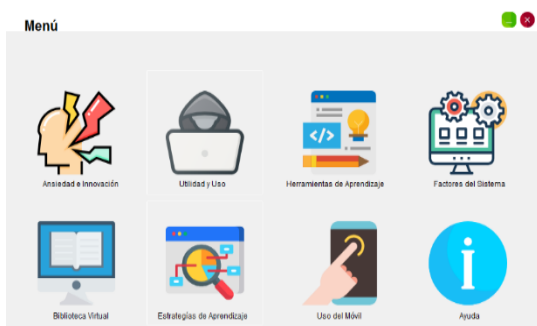 Menú
Ansiedad e Innovación
Utilidad y Uso
Herramientas de Aprendizaje
Factores del Sistema
</>
Biblioteca Virtual
Estrategías de Aprendizaje
Uso del Móvil
Ayuda
i